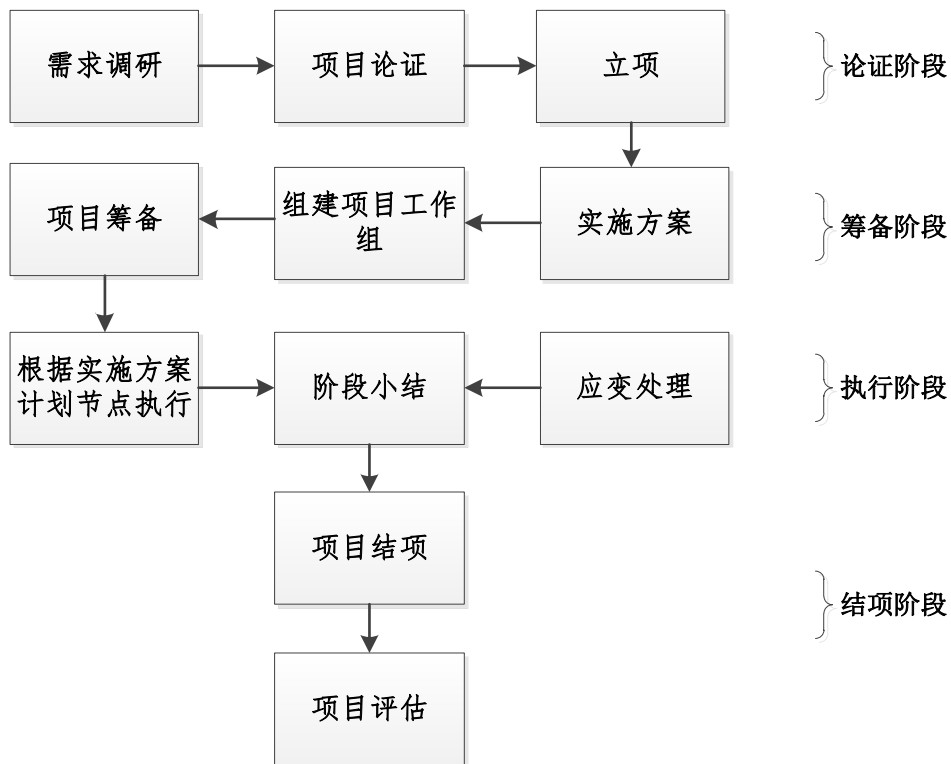 需求调研
项目论证
立项
论证阶段
项目筹备
组建项目工作
组
实施方案
筹备阶段
根据实施方案
计划节点执行
阶段小结
应变处理
执行阶段
项目结项
结项阶段
项目评估